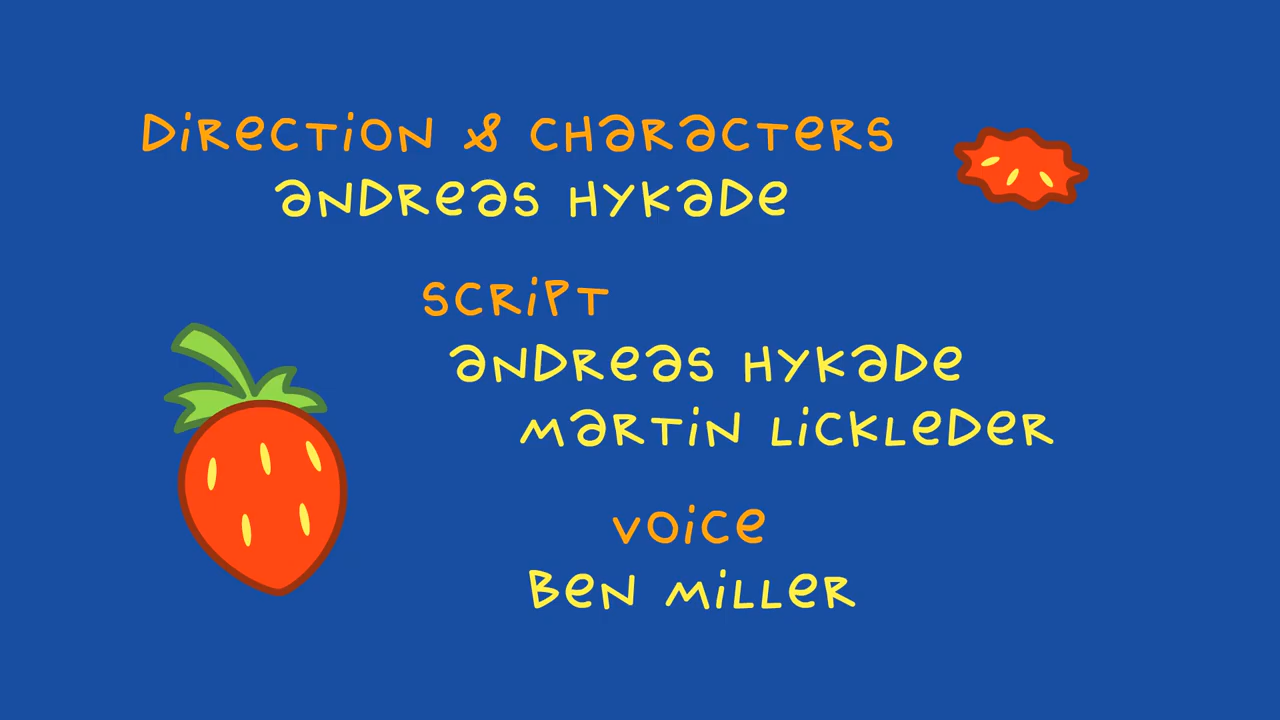 Direction & Characters
Andreas Hykade
Script
Andreas Hykade
Martin Lickleder
Voice
Ben Miller